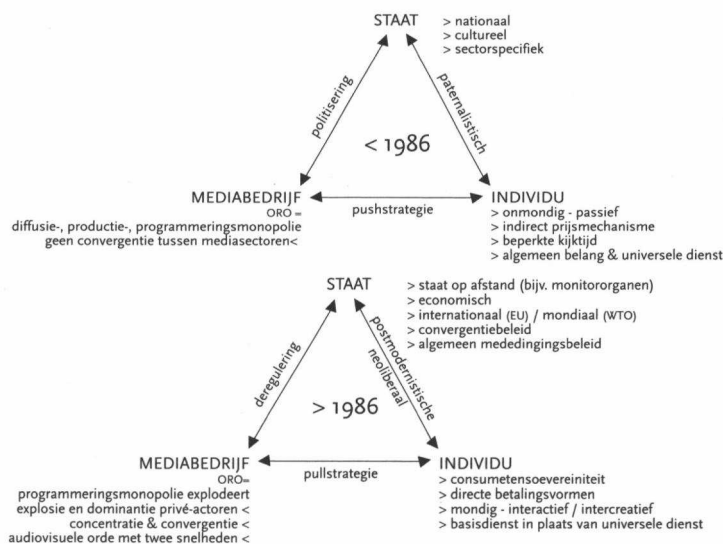 STAAT
> nationaal
> cultureel
> sectorspecifiek
politisering
paternalistisch
< 1986
MEDIABEDRIJF
ORO =
diffusie-, productie-, programmeringsmonopolie
geen convergentie tussen mediasectoren<
pushstrategie
INDIVIDU
> onmondig - passief
> indirect prijsmechanisme
> beperkte kijktijd
> algemeen belang & universele dienst
STAAT
> staat op afstand (bijv. monitororganen)
> economisch
> internationaal (EU) / mondiaal (WTO)
> convergentiebeleid
> algemeen mededingingsbeleid
deregulering
postmodernistische
neoliberaal
> 1986
MEDIABEDRIJF
ORO=
programmeringsmonopolie explodeert
explosie en dominantie privé-actoren <
concentratie & convergentie <
audiovisuele orde met twee snelheden <
pullstrategie
INDIVIDU
> consumetensoevereiniteit
> directe betalingsvormen
> mondig - interactief / intercreatief
> basisdienst in plaats van universele dienst